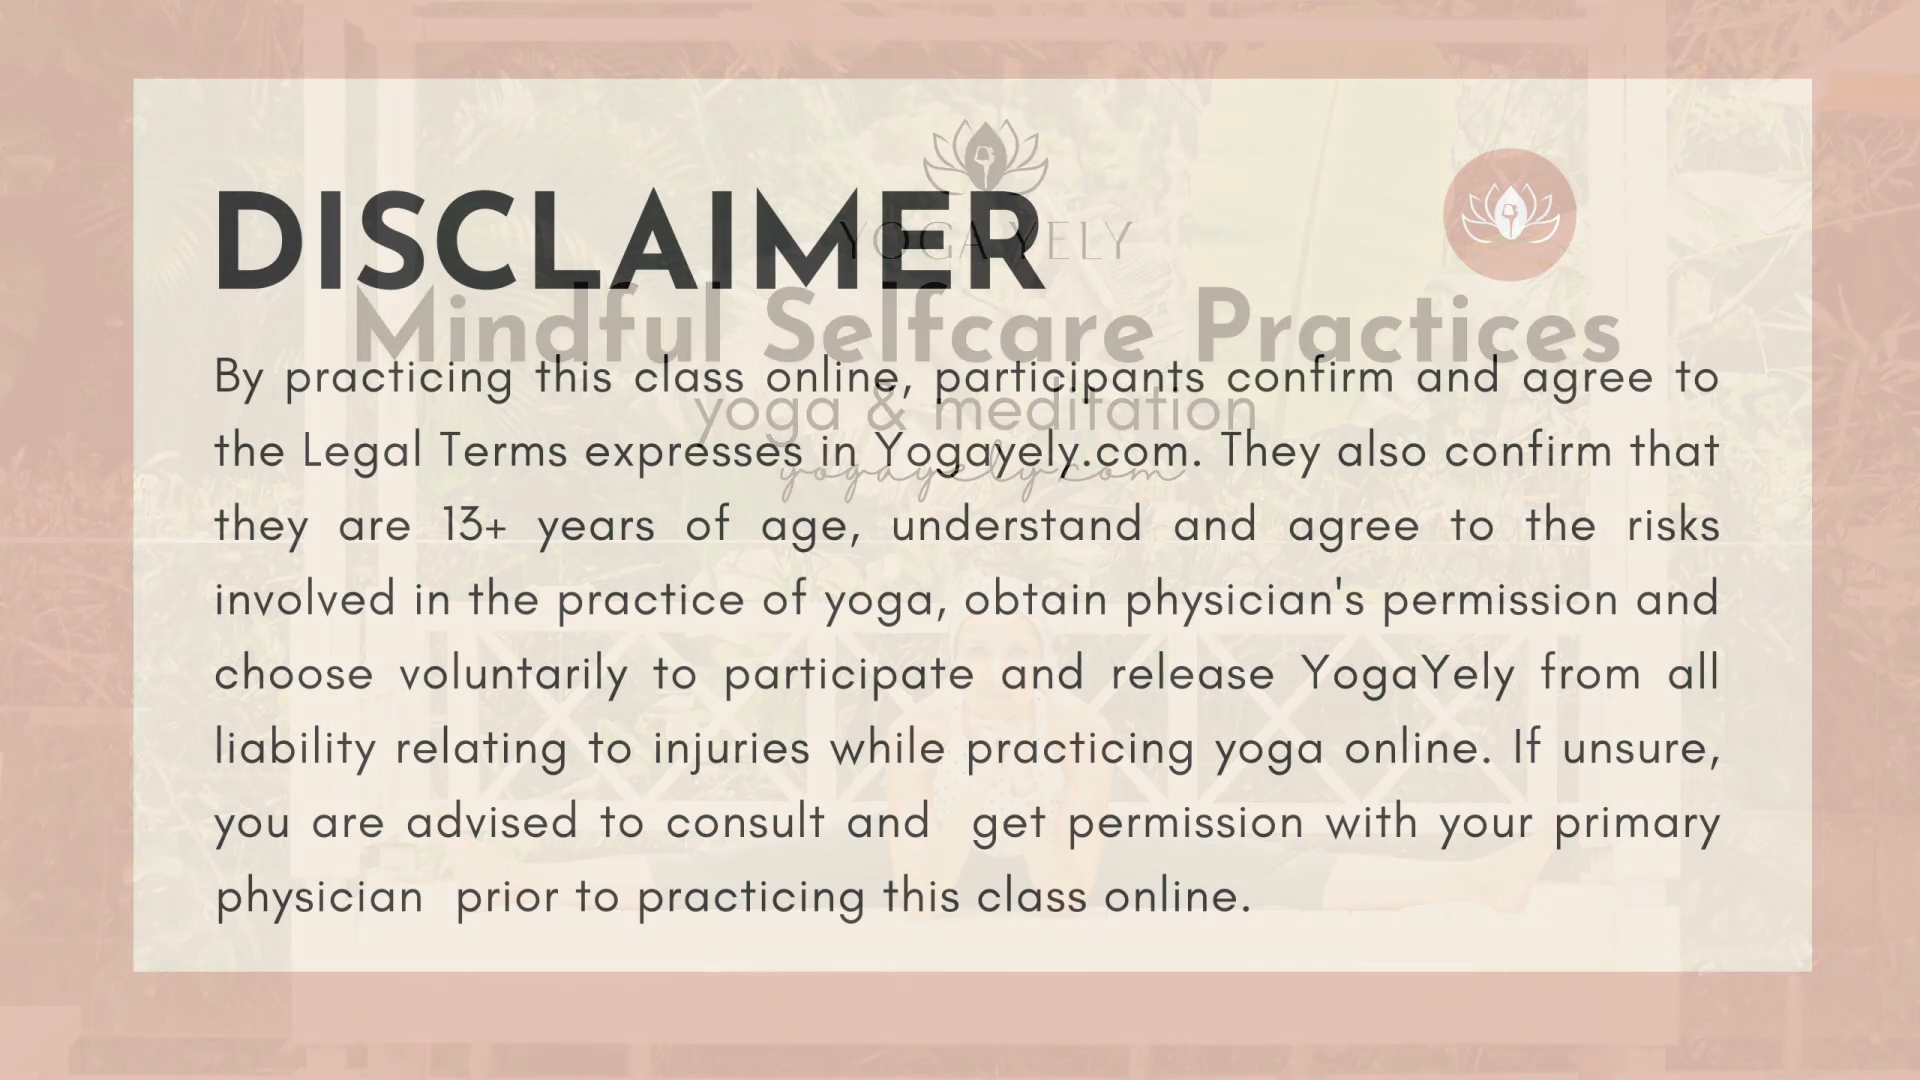 YOGA YELY
DISCLAIMER
Mindful Selfcare Practices
yoga & meditation
yogayely.com
By practicing this class online, participants confirm and agree to
the Legal Terms expresses in Yogayely.com. They also confirm that
they are 13+ years of age, understand and agree to the risks
involved in the practice of yoga, obtain physician's permission and
choose voluntarily to participate and release YogaYely from all
liability relating to injuries while practicing yoga online. If unsure,
you are advised to consult and get permission with your primary
physician prior to practicing this class online.